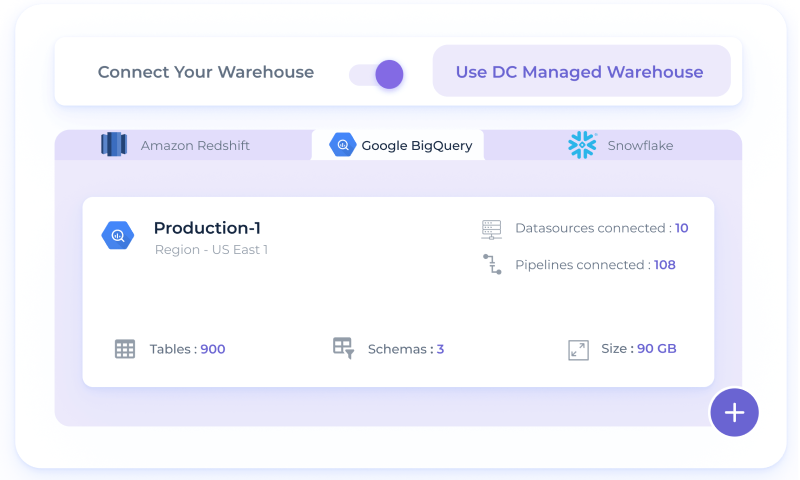 Connect Your Warehouse
Use DC Managed Warehouse
Amazon Redshift
Google BigQuery
Snowflake
Production-1
Region - US East 1
Datasources connected : 10
Pipelines connected : 108
Tables : 900
Schemas : 3
Size : 90 GB